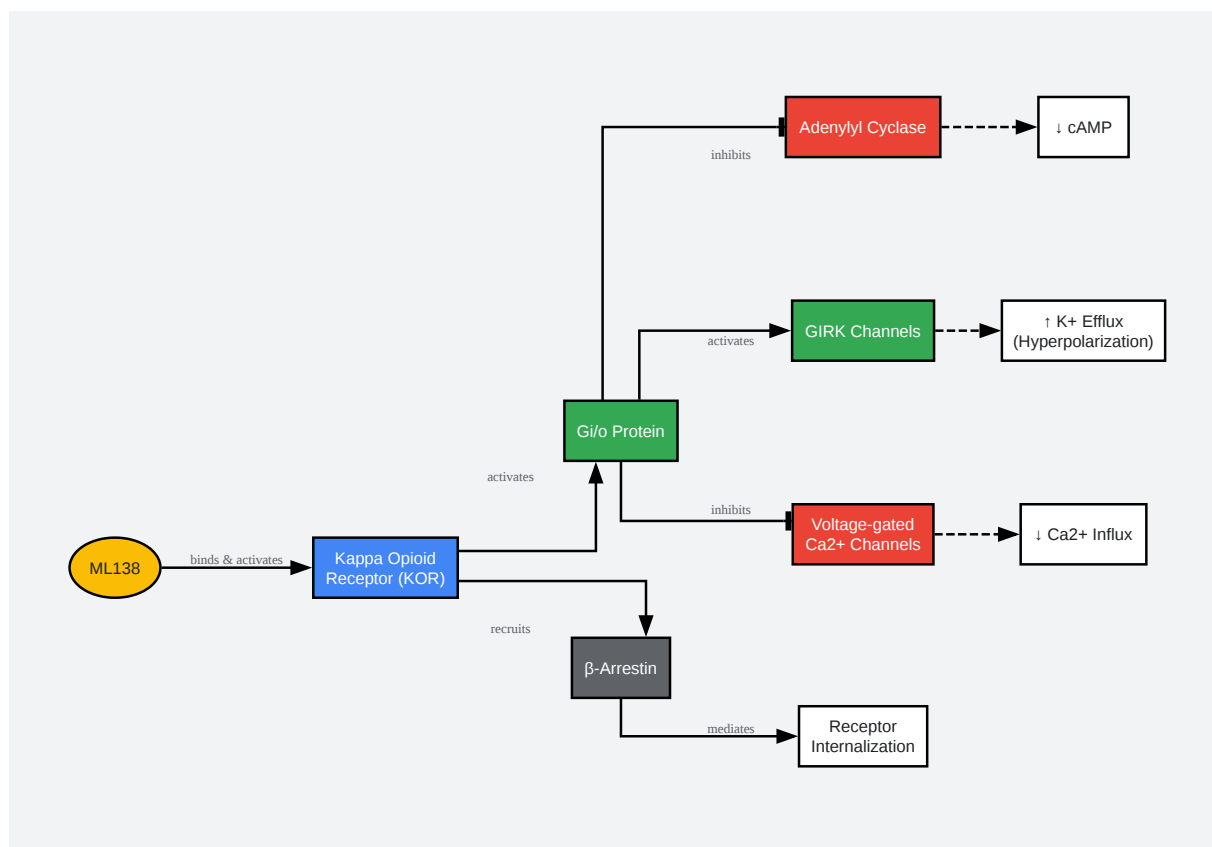 Adenylyl Cyclase
↓ cAMP
inhibits
↑ K+ Efflux
(Hyperpolarization)
GIRK Channels
activates
Gi/o Protein
activates
inhibits
Voltage-gated
Ca2+ Channels
↓ Ca2+ Influx
ML138
binds & activates
Kappa Opioid
Receptor (KOR)
recruits
β-Arrestin
mediates
Receptor
Internalization